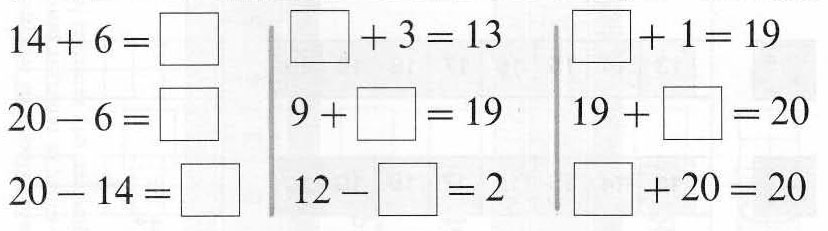 14 + 6 = □
20 − 6 = □
20 − 14 = □
□ + 3 = 13
9 + □ = 19
12 − □ = 2
□ + 1 = 19
19 + □ = 20
□ + 20 = 20